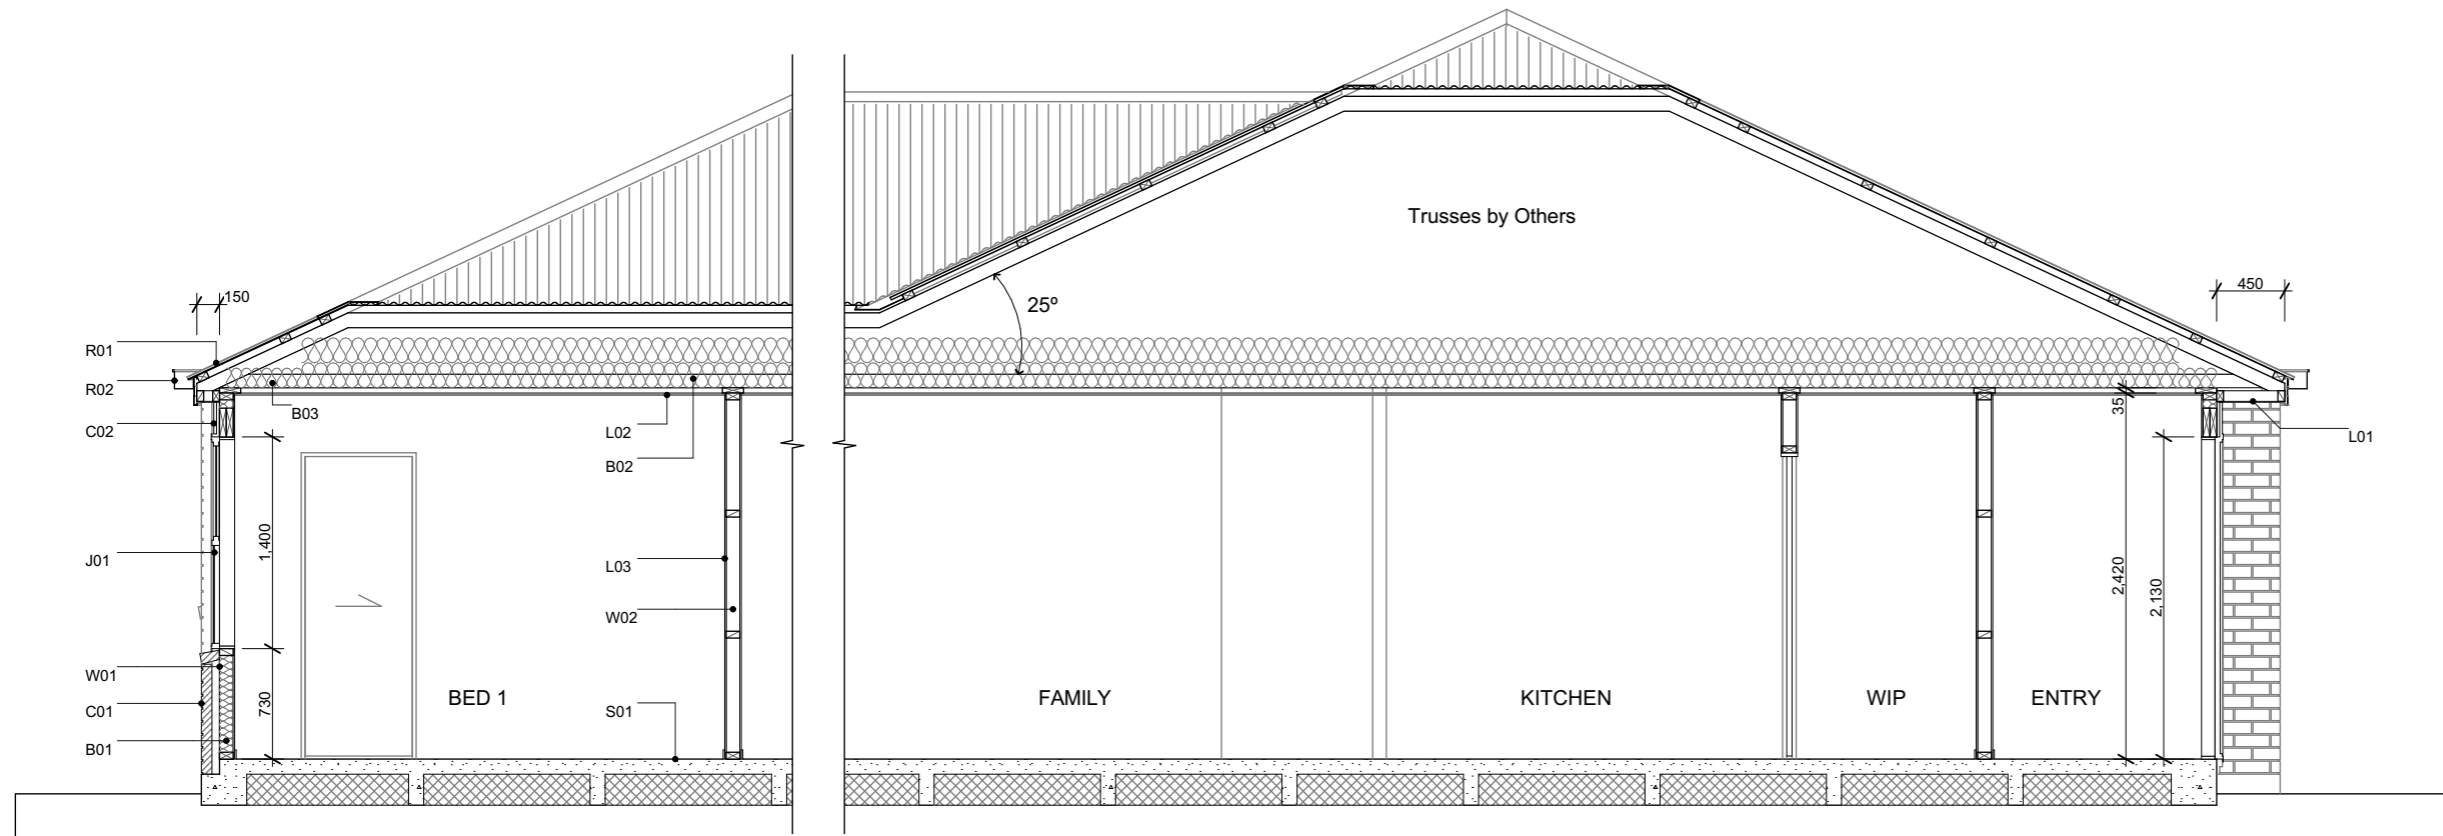 Trusses by Others
150
450
25º
R01
R02
B03
C02
L02
B02
35
L01
1,400
J01
L03
W02
2,420
2,130
W01
C01
B01
730
BED 1
S01
FAMILY
KITCHEN
WIP
ENTRY